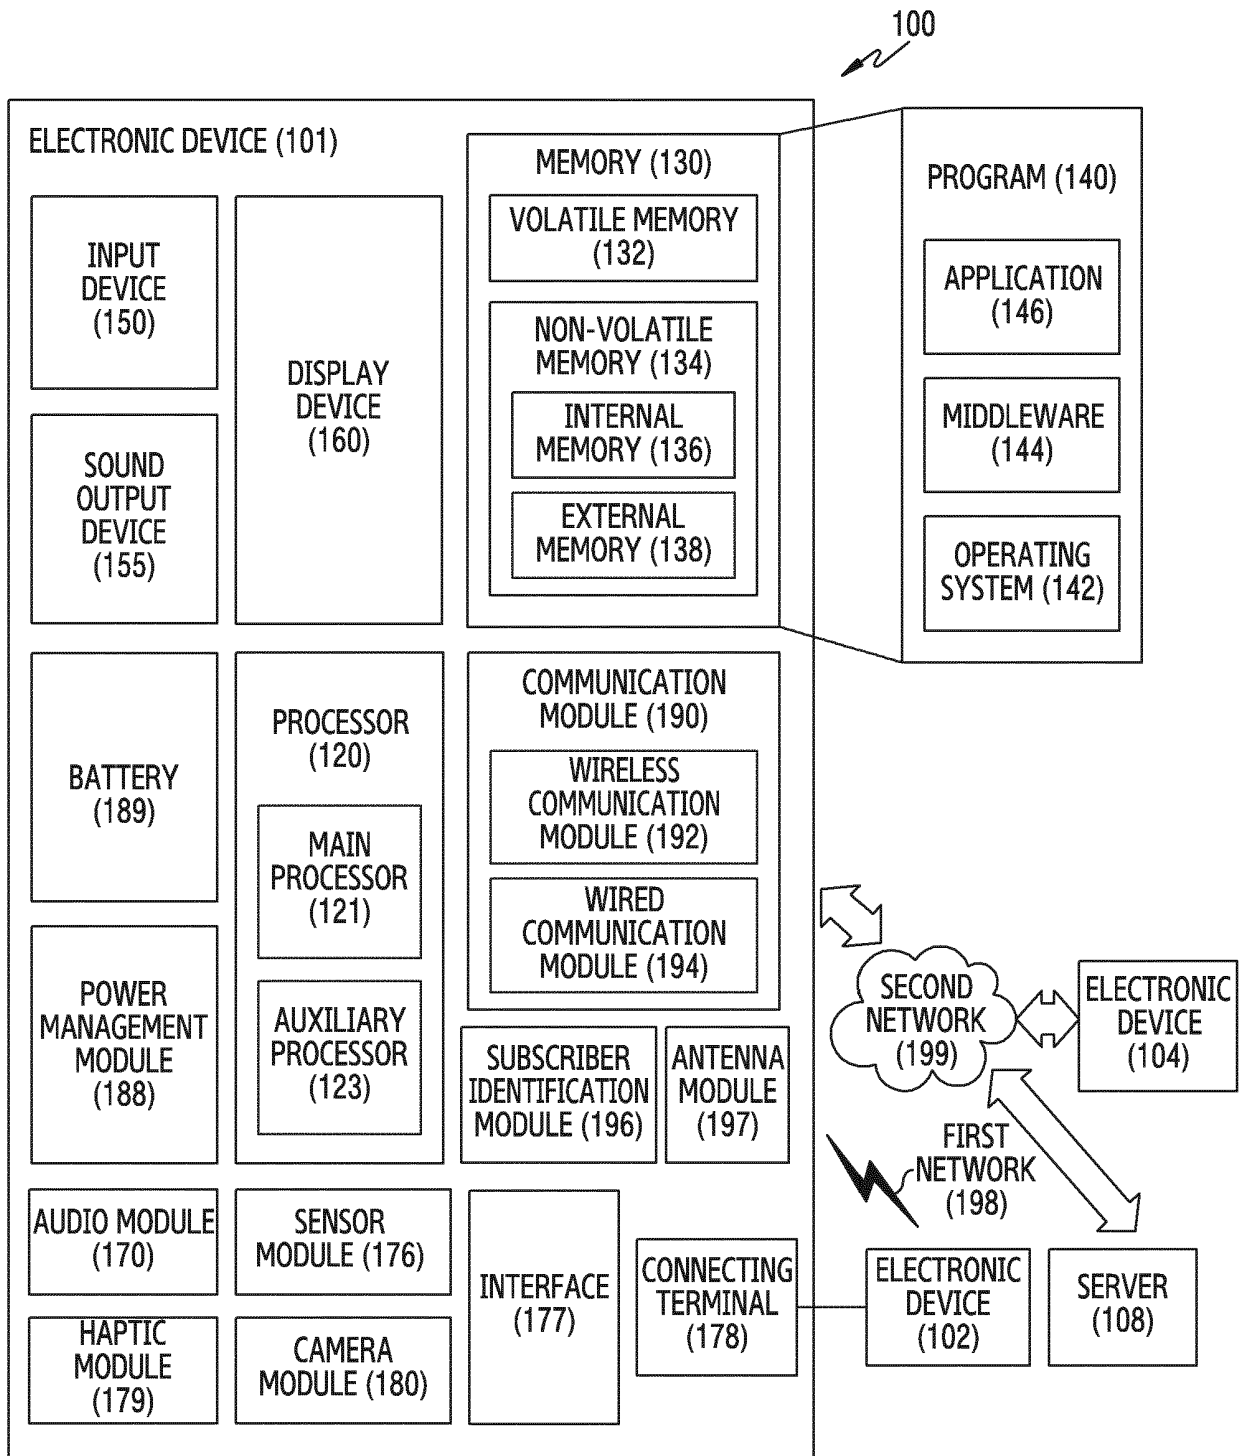 100
ELECTRONIC DEVICE (101)
INPUT
DEVICE
(150)
SOUND
OUTPUT
DEVICE
(155)
DISPLAY
DEVICE
(160)
MEMORY (130)
VOLATILE MEMORY
(132)
NON-VOLATILE
MEMORY (134)
INTERNAL
MEMORY (136)
EXTERNAL
MEMORY (138)
PROGRAM (140)
APPLICATION
(146)
MIDDLEWARE
(144)
OPERATING
SYSTEM (142)
BATTERY
(189)
POWER
MANAGEMENT
MODULE
(188)
PROCESSOR
(120)
MAIN
PROCESSOR
(121)
AUXILIARY
PROCESSOR
(123)
COMMUNICATION
MODULE (190)
WIRELESS
COMMUNICATION
MODULE (192)
WIRED
COMMUNICATION
MODULE (194)
SUBSCRIBER
IDENTIFICATION
MODULE (196)
ANTENNA
MODULE
(197)
SECOND
NETWORK
(199)
ELECTRONIC
DEVICE
(104)
FIRST
NETWORK
(198)
AUDIO MODULE
(170)
SENSOR
MODULE (176)
HAPTIC
MODULE
(179)
CAMERA
MODULE (180)
INTERFACE
(177)
CONNECTING
TERMINAL
(178)
ELECTRONIC
DEVICE
(102)
SERVER
(108)